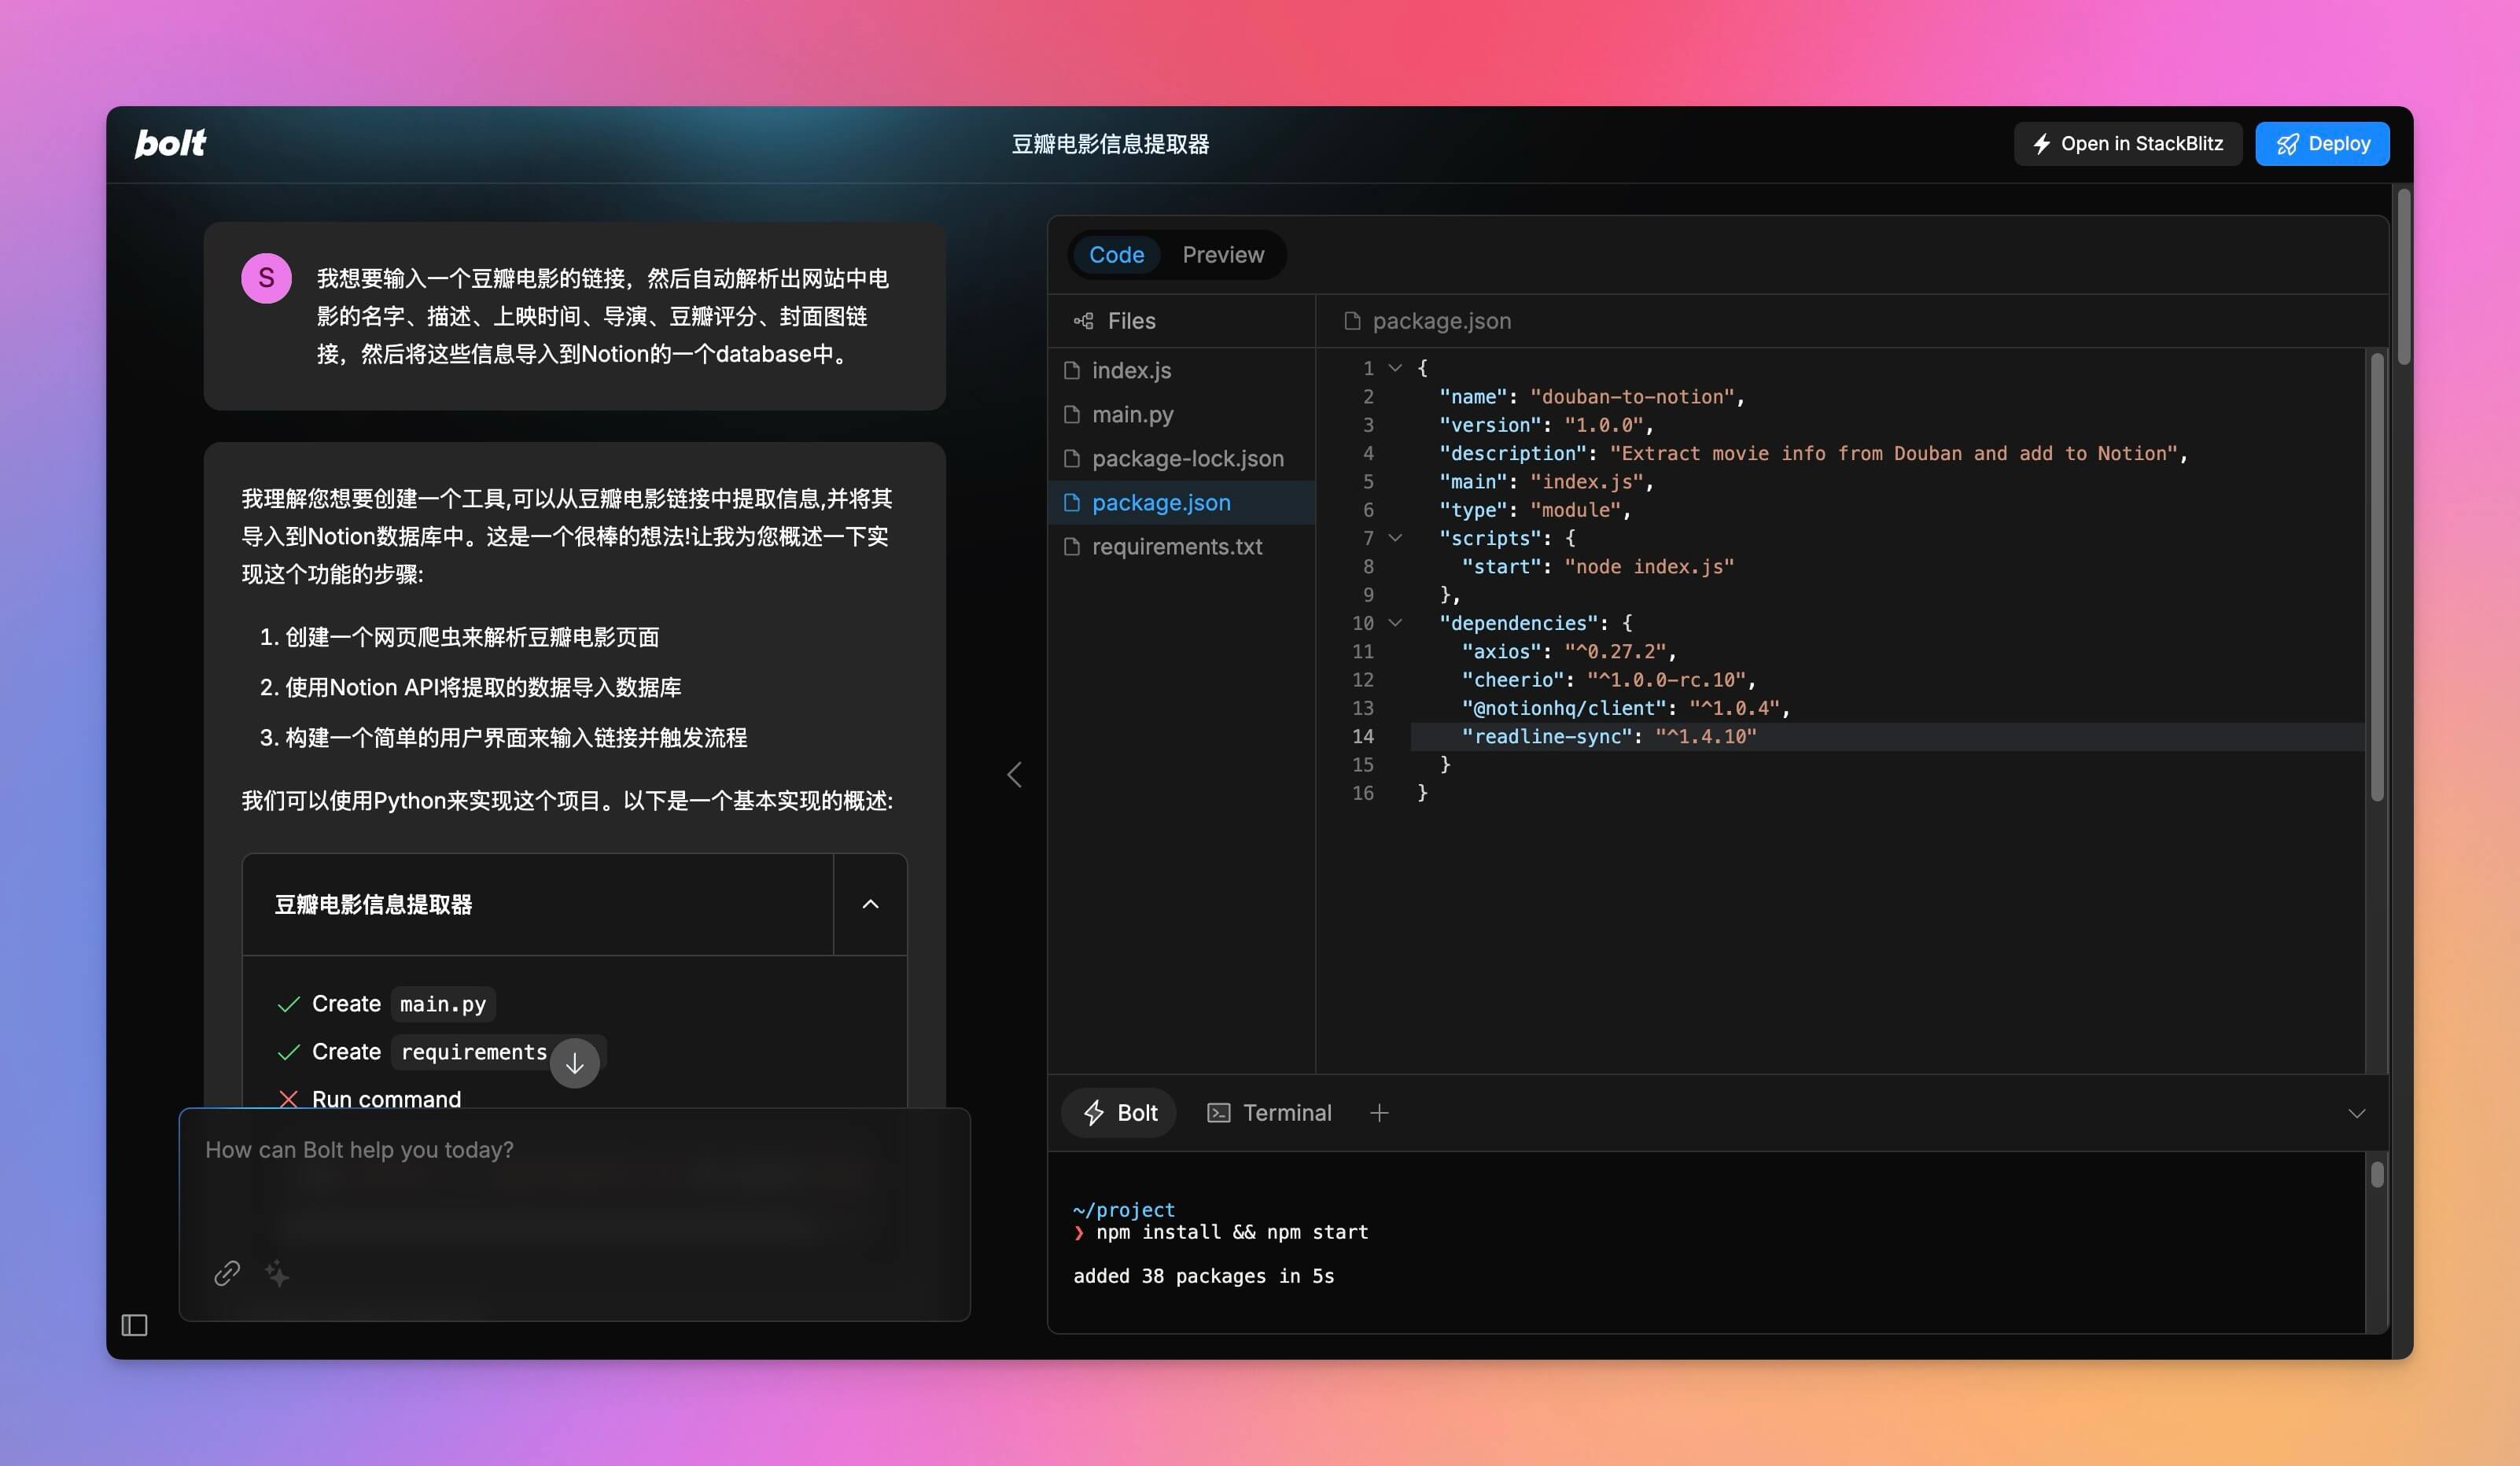 bolt
豆瓣电影信息提取器
Open in StackBlitz
Deploy
S
我想要输入一个豆瓣电影的链接，然后自动解析出网站中电
影的名字、描述、上映时间、导演、豆瓣评分、封面图链
接，然后将这些信息导入到Notion的一个database中。
我理解您想要创建一个工具,可以从豆瓣电影链接中提取信息,并将其
导入到Notion数据库中。这是一个很棒的想法!让我为您概述一下实
现这个功能的步骤:
1. 创建一个网页爬虫来解析豆瓣电影页面
2. 使用Notion API将提取的数据导入数据库
3. 构建一个简单的用户界面来输入链接并触发流程
我们可以使用Python来实现这个项目。以下是一个基本实现的概述:
豆瓣电影信息提取器
Create main.py
Create requirements
Run command
How can Bolt help you today?
Code
Preview
Files
index.js
main.py
package-lock.json
package.json
requirements.txt
package.json
1 {
2 "name": "douban-to-notion",
3 "version": "1.0.0",
4 "description": "Extract movie info from Douban and add to Notion",
5 "main": "index.js",
6 "type": "module",
7 "scripts": {
8 "start": "node index.js"
9 },
10 "dependencies": {
11 "axios": "^0.27.2",
12 "cheerio": "^1.0.0-rc.10",
13 "@notionhq/client": "^1.0.4",
14 "readline-sync": "^1.4.10"
15 }
16 }
Bolt
Terminal
~/project
❯ npm install && npm start
added 38 packages in 5s